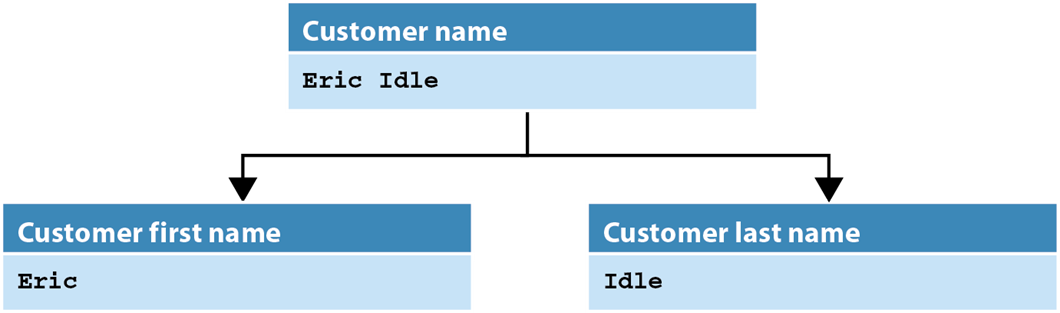 Customer name
Eric Idle
Customer first name
Eric
Customer last name
Idle